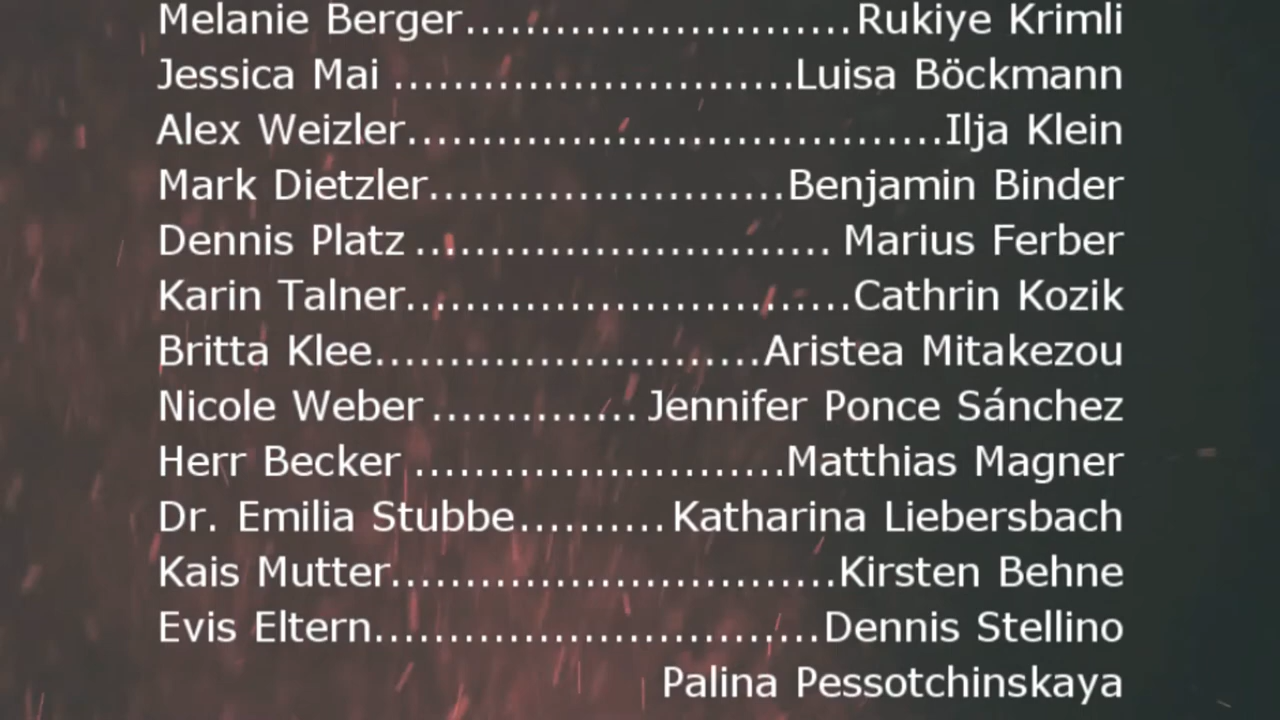 Melanie Berger..........................Rukiye Krimli
Jessica Mai ...........................Luisa Böckmann
Alex Weizler....................................Ilja Klein
Mark Dietzler........................Benjamin Binder
Dennis Platz ............................ Marius Ferber
Karin Talner..............................Cathrin Kozik
Britta Klee..........................Aristea Mitakezou
Nicole Weber .............. Jennifer Ponce Sánchez
Herr Becker .........................Matthias Magner
Dr. Emilia Stubbe.......... Katharina Liebersbach
Kais Mutter..............................Kirsten Behne
Evis Eltern..............................Dennis Stellino
Palina Pessotchinskaya